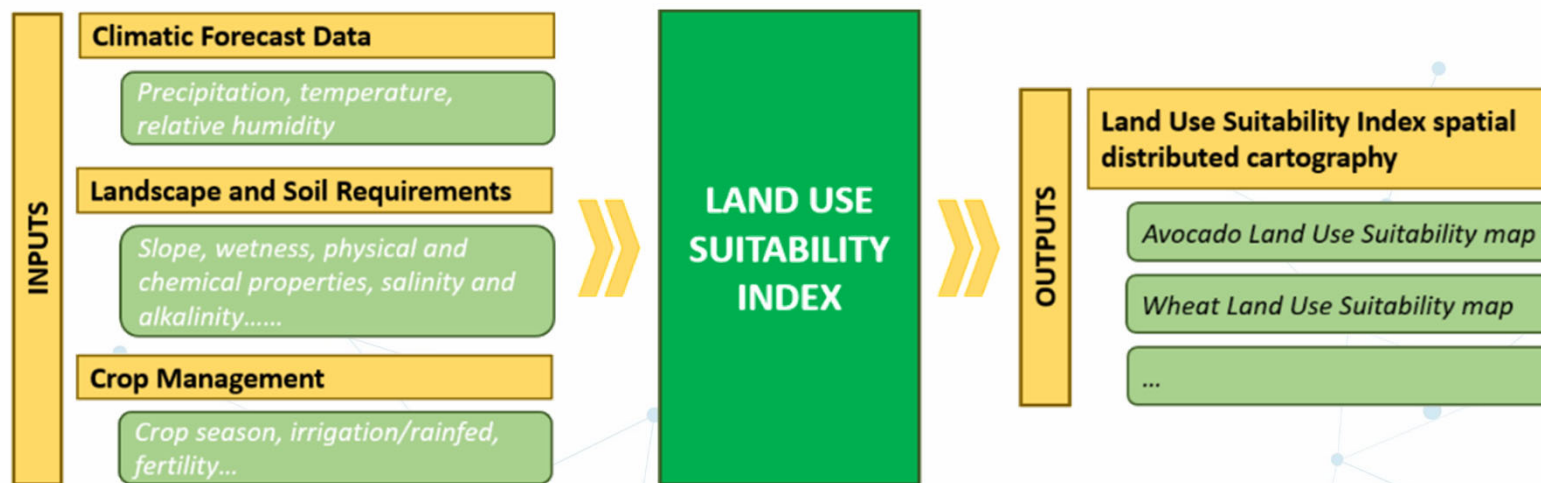 INPUTS
Climatic Forecast Data
Precipitation, temperature,
relative humidity
Landscape and Soil Requirements
Slope, wetness, physical and
chemical properties, salinity and
alkalinity......
Crop Management
Crop season, irrigation/rainfed,
fertility...
LAND USE
SUITABILITY
INDEX
OUTPUTS
Land Use Suitability Index spatial
distributed cartography
Avocado Land Use Suitability map
Wheat Land Use Suitability map
...